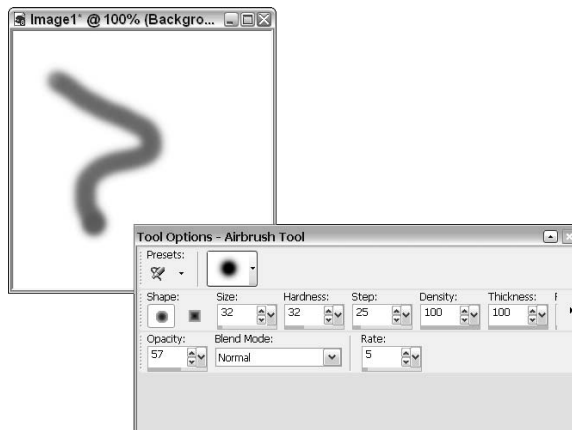 Image1* @ 100% (Backgro...
Tool Options - Airbrush Tool
Presets:
Shape: Size: Hardness: Step: Density: Thickness:
32 32 25 100 100
Opacity: Blend Mode: Rate:
57 Normal 5